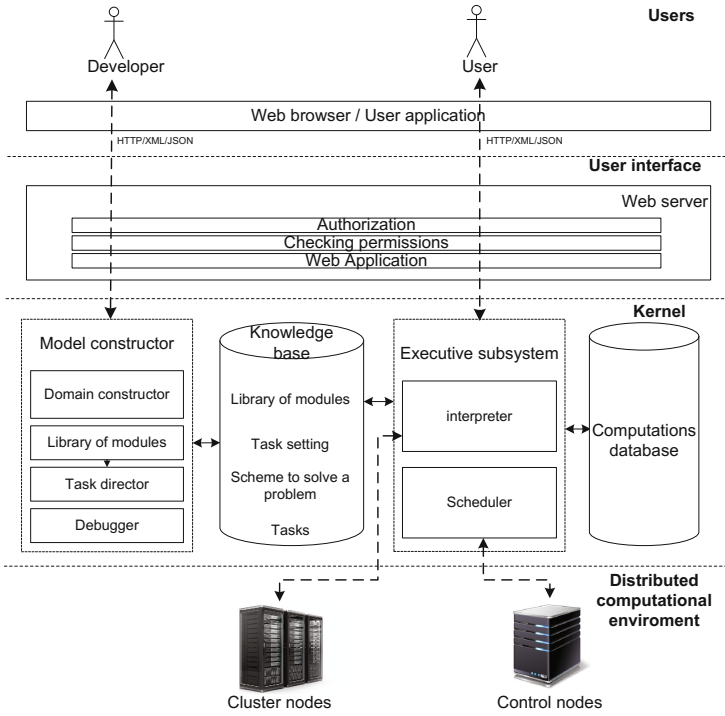 Users
Developer
User
Web browser / User application
HTTP/XML/JSON
HTTP/XML/JSON
User interface
Web server
Authorization
Checking permissions
Web Application
Kernel
Model constructor
Domain constructor
Library of modules
Task director
Debugger
Knowledge
base
Library of modules
Task setting
Scheme to solve a
problem
Tasks
Executive subsystem
interpreter
Scheduler
Computations
database
Distributed
computational
enviroment
Cluster nodes
Control nodes